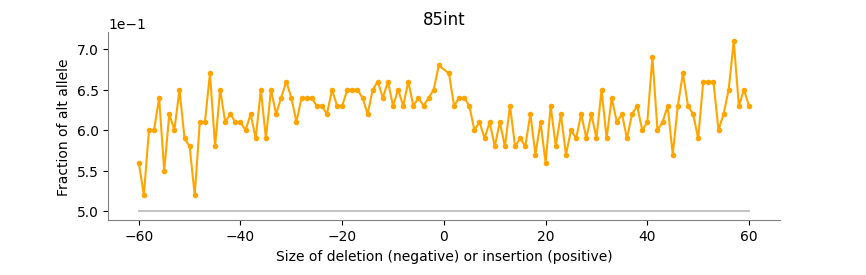 85int
1e−1
7.0
6.5
6.0
5.5
5.0
Fraction of alt allele
−60 −40 −20 0 20 40 60
Size of deletion (negative) or insertion (positive)